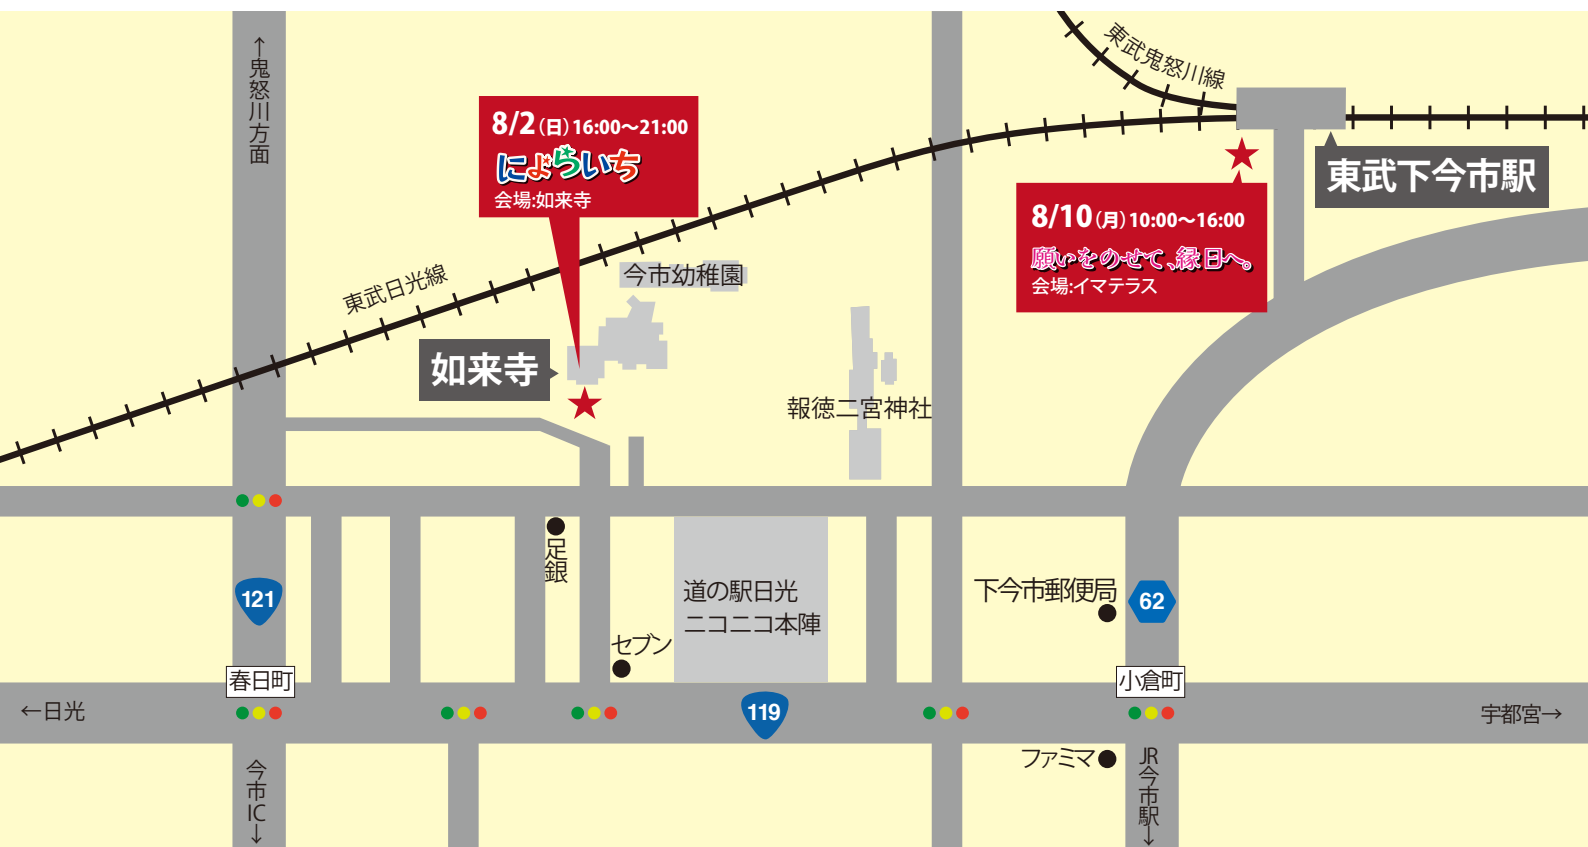 ↑鬼怒川方面
東武鬼怒川線
8/2(日)16:00〜21:00
にょらいち
会場:如来寺
東武下今市駅
8/10(月)10:00〜16:00
願いをのせて、縁日へ。
会場:イマテラス
今市幼稚園
東武日光線
如来寺
報徳二宮神社
足銀
道の駅日光
ニコニコ本陣
下今市郵便局
121
62
セブン
春日町
小倉町
←日光
119
宇都宮→
ファミマ
今市IC↓
JR今市駅↓